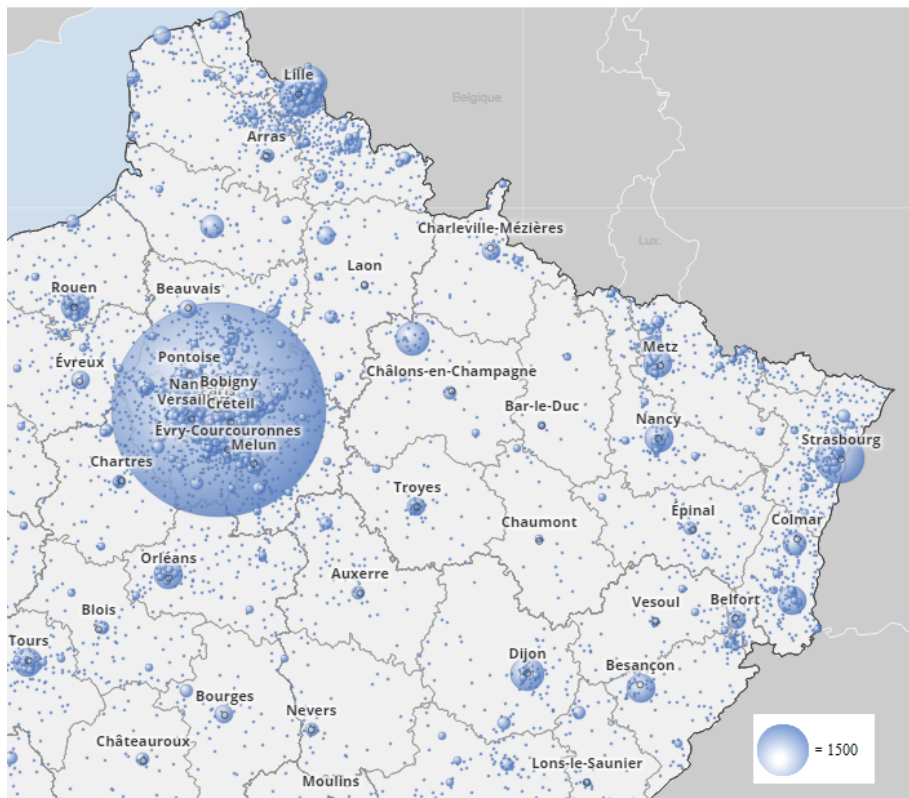 Lille
Belgique
Arras
Charleville-Mézières
Lux.
Laon
Rouen
Beauvais
Metz
Pontoise
Évreux
Châlons-en-Champagne
Bobigny
Créteil
Bar-le-Duc
Nancy
Évry-Courcouronnes
Strasbourg
Melun
Chartres
Troyes
Chaumont
Épinal
Colmar
Orléans
Auxerre
Vesoul
Belfort
Blois
Tours
Dijon
Besançon
Bourges
Nevers
Châteauroux
= 1500
Lons-le-Saunier
Moulins